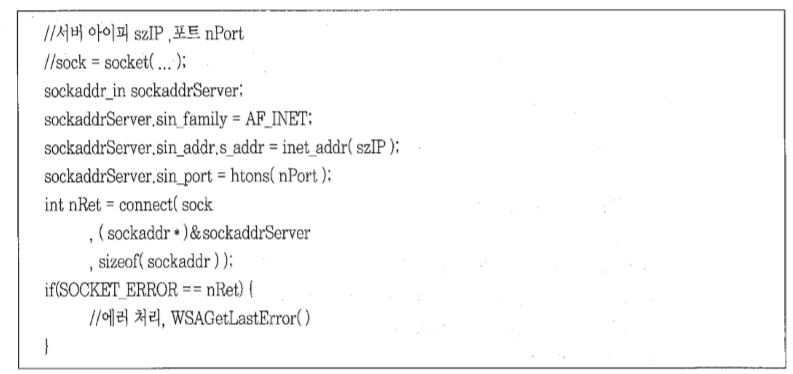 //서버 아이피 szIP ,포트 nPort
//sock = socket( ... );
sockaddr_in sockaddrServer;
sockaddrServer.sin_family = AF_INET;
sockaddrServer.sin_addr.s_addr = inet_addr( szIP );
sockaddrServer.sin_port = htons( nPort );
int nRet = connect( sock
, ( sockaddr * )&sockaddrServer
, sizeof( sockaddr ) );
if(SOCKET_ERROR == nRet) {
//에러 처리, WSAGetLastError( )
}